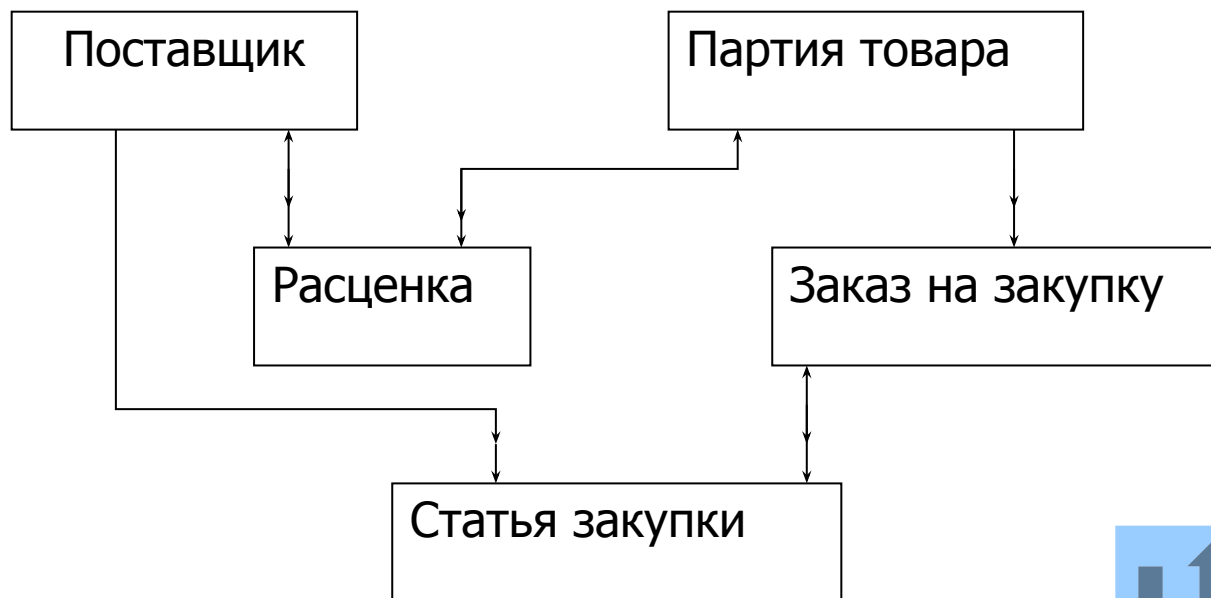 Поставщик
Партия товара
Расценка
Заказ на закупку
Статья закупки